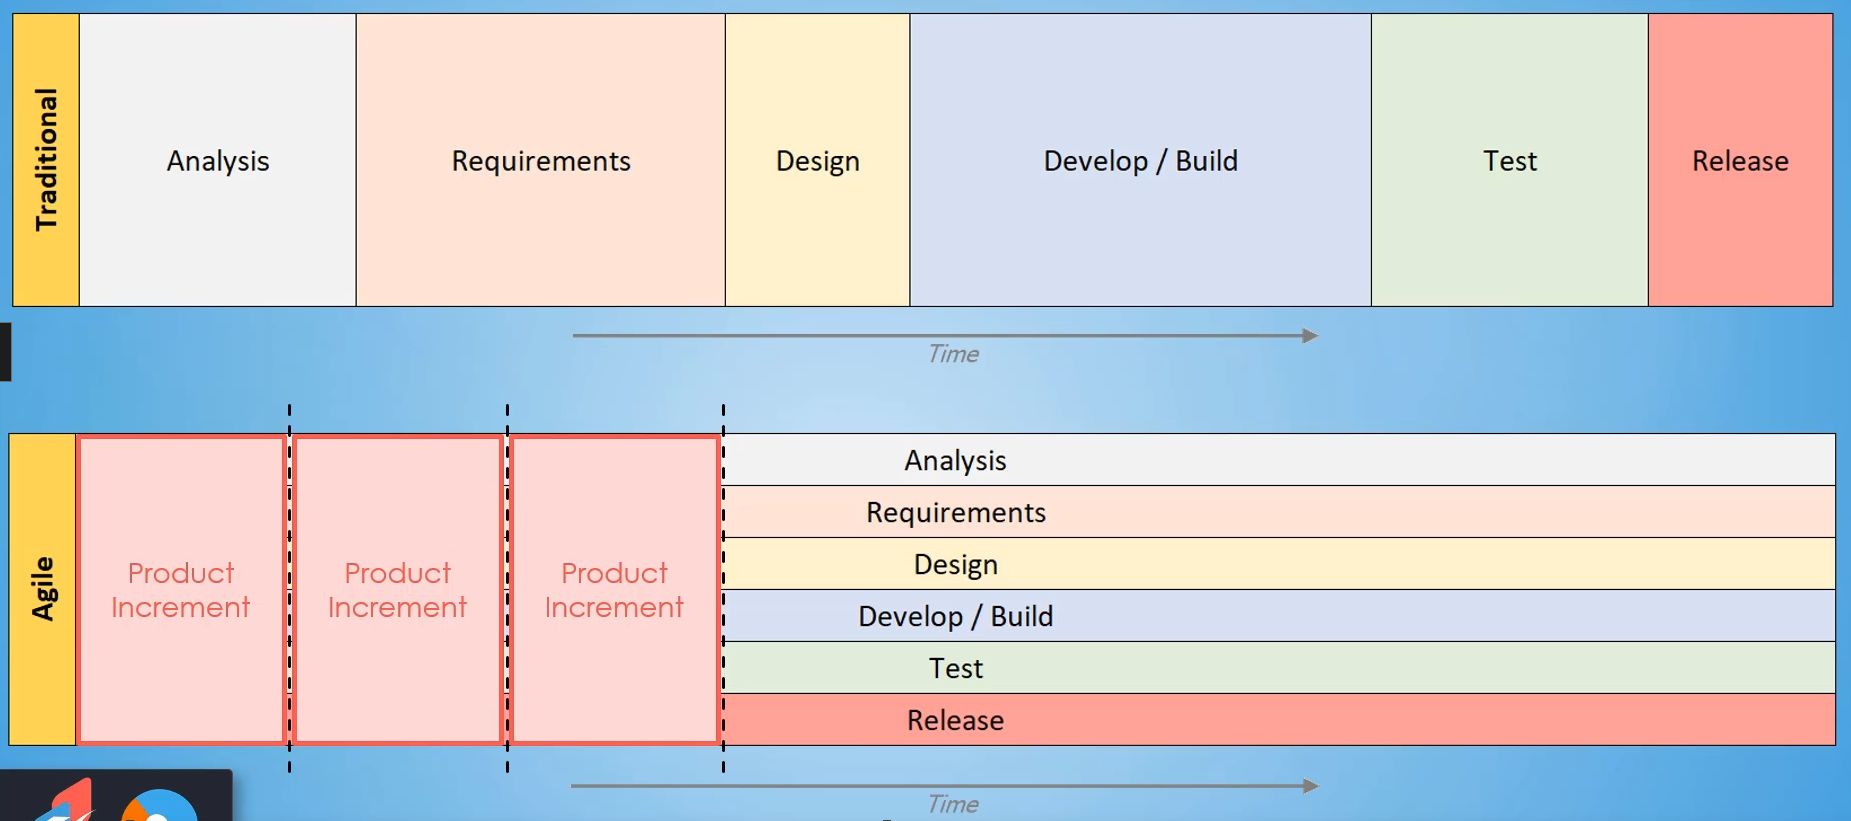 Traditional
Analysis
Requirements
Design
Develop / Build
Test
Release
Time
Agile
Product
Increment
Product
Increment
Product
Increment
Analysis
Requirements
Design
Develop / Build
Test
Release
Time